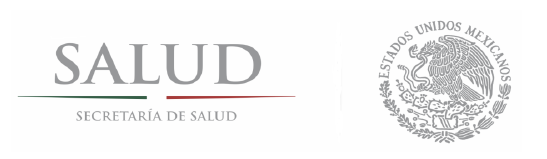 SALUD
SECRETARÍA DE SALUD
ESTADOS UNIDOS MEXICANOS